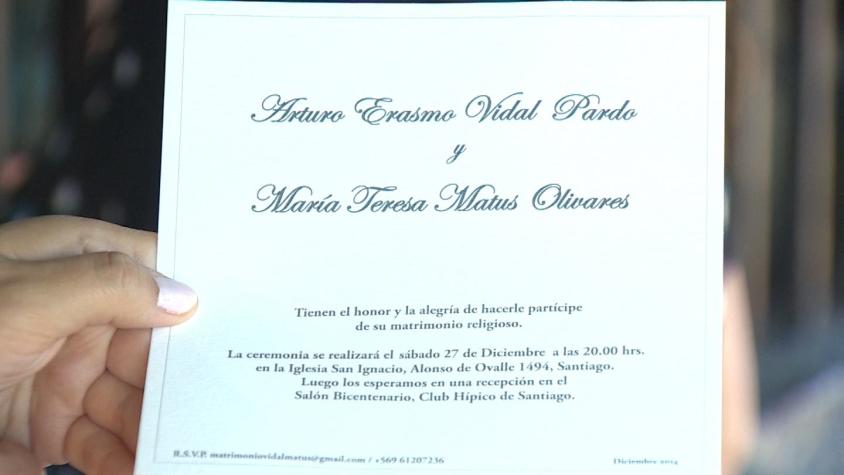 Arturo Erasmo Vidal Pardo
y
María Teresa Matus Olivares
Tienen el honor y la alegría de hacerle partícipe
de su matrimonio religioso.
La ceremonia se realizará el sábado 27 de Diciembre a las 20.00 hrs.
en la Iglesia San Ignacio, Alonso de Ovalle 1494, Santiago.
Luego los esperamos en una recepción en el
Salón Bicentenario, Club Hípico de Santiago.
R.S.V.P. matrimoniovidalmatus@gmail.com / +569 61207236
Diciembre 2014